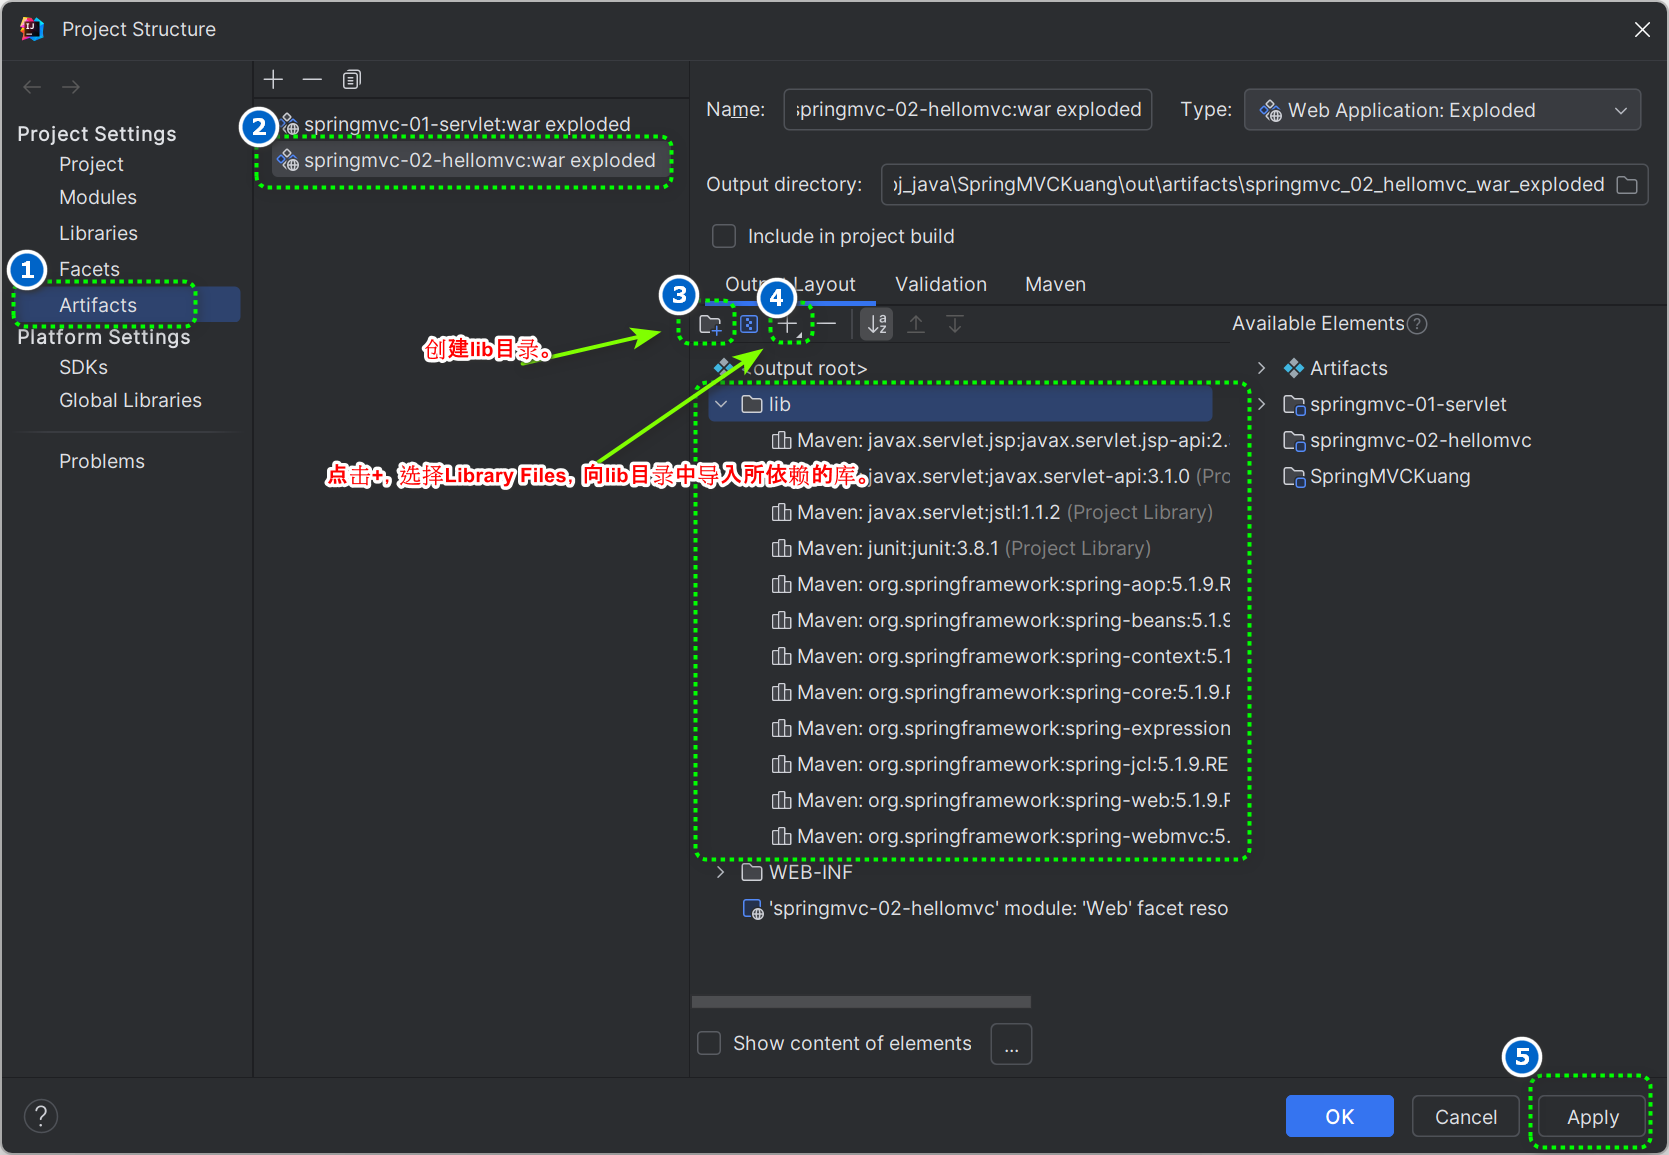 Project Structure
Project Settings
Project
Modules
Libraries
1
Facets
Artifacts
Platform Settings
SDKs
Global Libraries
Problems
2
springmvc-01-servlet:war exploded
springmvc-02-hellomvc:war exploded
Name:
springmvc-02-hellomvc:war exploded
Type:
Web Application: Exploded
Output directory:
oj_java\SpringMVCKuang\out\artifacts\springmvc_02_hellomvc_war_exploded
Include in project build
Output Layout
Validation
Maven
3
4
创建lib目录。
Available Elements
?
<output root>
lib
Maven: javax.servlet.jsp:javax.servlet.jsp-api:2.
点击+, 选择Library Files, 向lib目录中导入所依赖的库。
javax.servlet:javax.servlet-api:3.1.0 (Pro
Maven: javax.servlet:jstl:1.1.2 (Project Library)
Maven: junit:junit:3.8.1 (Project Library)
Maven: org.springframework:spring-aop:5.1.9.R
Maven: org.springframework:spring-beans:5.1.9
Maven: org.springframework:spring-context:5.1
Maven: org.springframework:spring-core:5.1.9.R
Maven: org.springframework:spring-expression
Maven: org.springframework:spring-jcl:5.1.9.RE
Maven: org.springframework:spring-web:5.1.9.R
Maven: org.springframework:spring-webmvc:5.
WEB-INF
'springmvc-02-hellomvc' module: 'Web' facet reso
Artifacts
springmvc-01-servlet
springmvc-02-hellomvc
SpringMVCKuang
Show content of elements
...
5
?
OK
Cancel
Apply